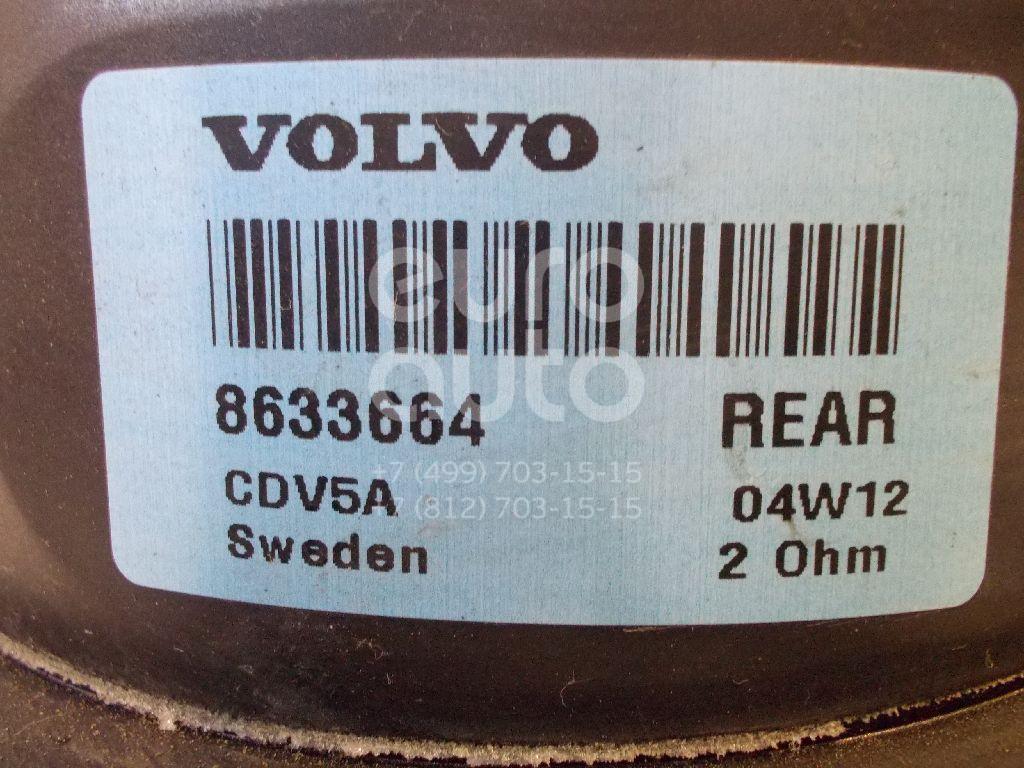 VOLVO
euro
auto
8633664 REAR
+7 (499) 703-15-15
CDV5A 04W12
+7 (812) 703-15-15
Sweden 2 Ohm